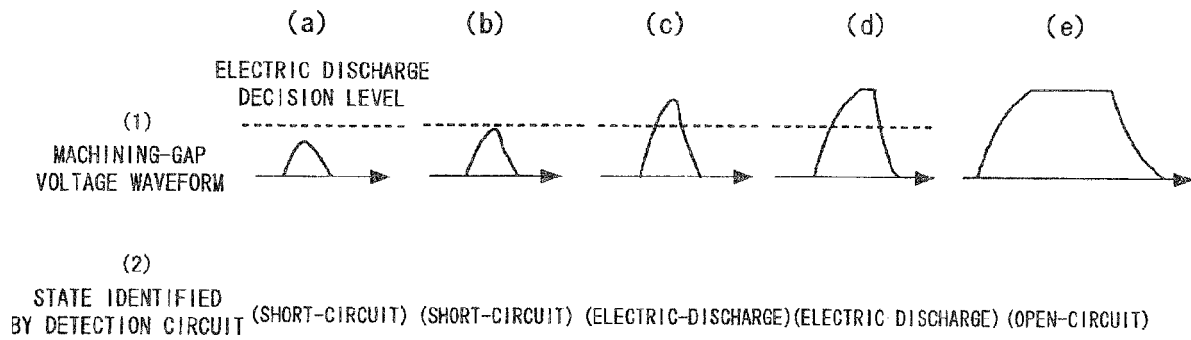 (a) (b) (c) (d) (e)
ELECTRIC DISCHARGE
DECISION LEVEL
(1)
MACHINING-GAP
VOLTAGE WAVEFORM
(2)
STATE IDENTIFIED
BY DETECTION CIRCUIT (SHORT-CIRCUIT) (SHORT-CIRCUIT) (ELECTRIC-DISCHARGE) (ELECTRIC DISCHARGE) (OPEN-CIRCUIT)